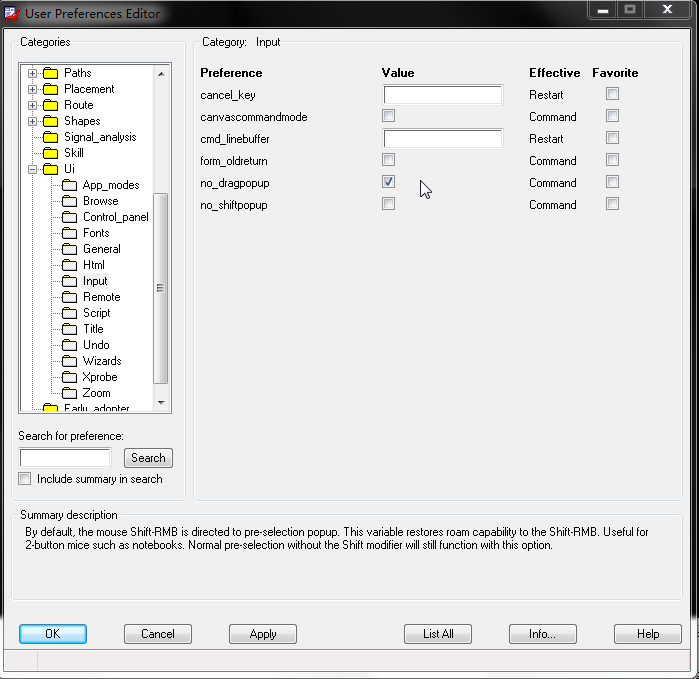 User Preferences Editor
Categories
Paths
Placement
Route
Shapes
Signal_analysis
Skill
Ui
App_modes
Browse
Control_panel
Fonts
General
Html
Input
Remote
Script
Title
Undo
Wizards
Xprobe
Zoom
Early_adopter
Search for preference:
Search
Include summary in search
Category: Input
Preference Value Effective Favorite
cancel_key Restart
canvascommandmode Command
cmd_linebuffer Restart
form_oldreturn Command
no_dragpopup Command
no_shiftpopup Command
Summary description
By default, the mouse Shift-RMB is directed to pre-selection popup. This variable restores roam capability to the Shift-RMB. Useful for
2-button mice such as notebooks. Normal pre-selection without the Shift modifier will still function with this option.
OK Cancel Apply List All Info... Help